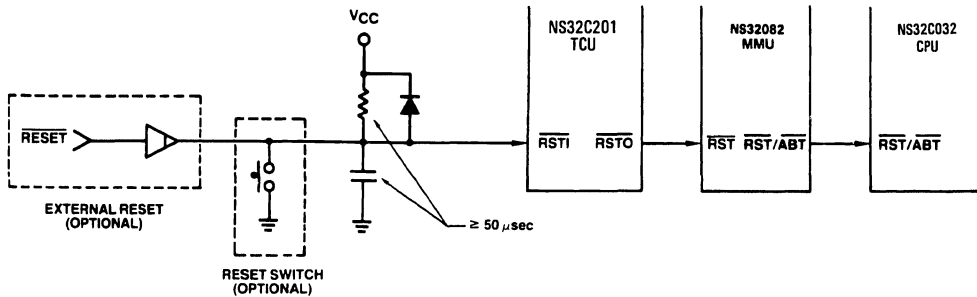 VCC
NS32C201
TCU
NS32082
MMU
NS32C032
CPU
RESET
RSTI RSTO
RST RST/ABT
RST/ABT
EXTERNAL RESET
(OPTIONAL)
≥ 50 μsec
RESET SWITCH
(OPTIONAL)